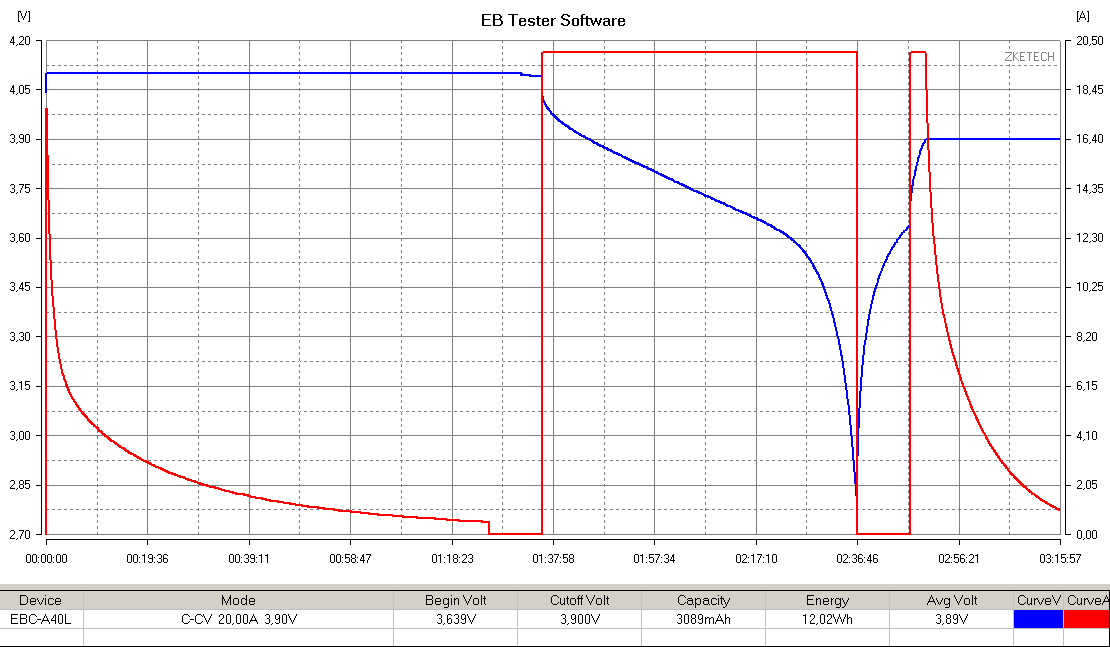 [V] EB Tester Software [A]
4,20 20,50
ZKETECH
4,05 18,45
3,90 16,40
3,75 14,35
3,60 12,30
3,45 10,25
3,30 8,20
3,15 6,15
3,00 4,10
2,85 2,05
2,70 0,00
00:00:00 00:19:36 00:39:11 00:58:47 01:18:23 01:37:58 01:57:34 02:17:10 02:36:46 02:56:21 03:15:57
Device Mode Begin Volt Cutoff Volt Capacity Energy Avg Volt CurveV CurveA
EBC-A40L C-CV 20,00A 3,90V 3,639V 3,900V 3089mAh 12,02Wh 3,89V